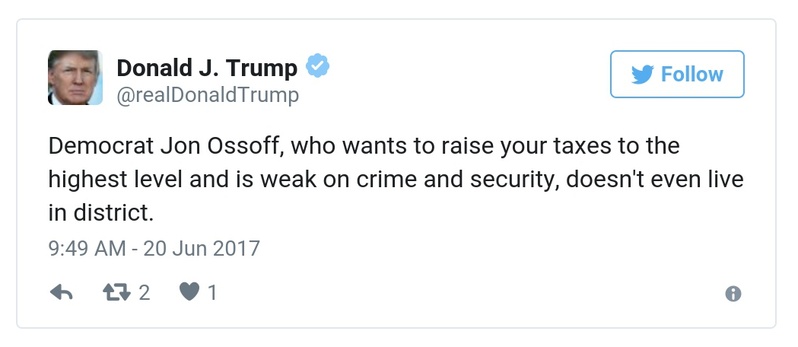 Donald J. Trump
@realDonaldTrump
Follow
Democrat Jon Ossoff, who wants to raise your taxes to the
highest level and is weak on crime and security, doesn't even live
in district.
9:49 AM - 20 Jun 2017
2 1